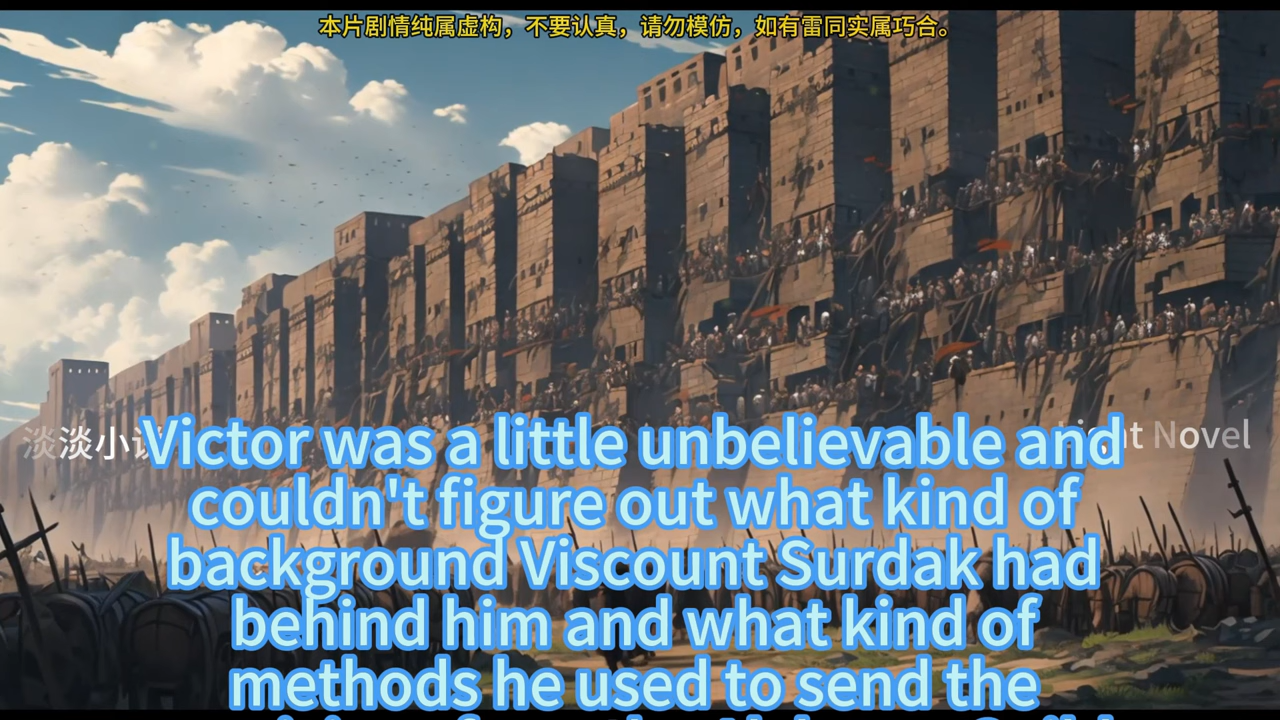 本片剧情纯属虚构，不要认真，请勿模仿，如有雷同实属巧合。
淡淡小
Novel
Victor was a little unbelievable and
couldn't figure out what kind of
background Viscount Surdak had
behind him and what kind of
methods he used to send the